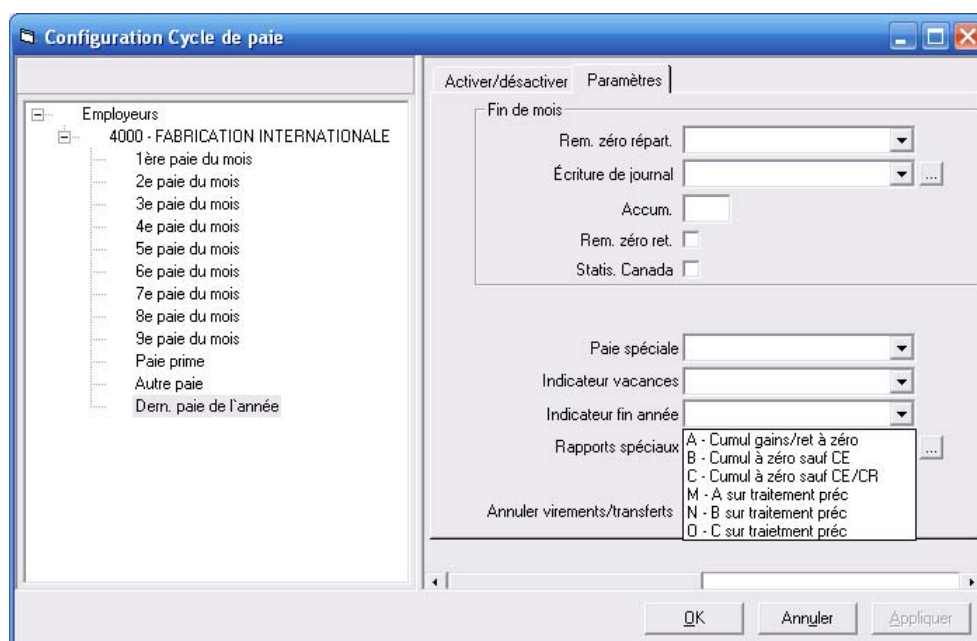 Configuration Cycle de paie
Employeurs
4000 - FABRICATION INTERNATIONALE
1ère paie du mois
2e paie du mois
3e paie du mois
4e paie du mois
5e paie du mois
6e paie du mois
7e paie du mois
8e paie du mois
9e paie du mois
Paie prime
Autre paie
Dern. paie de l`année
Activer/désactiver Paramètres
Fin de mois
Rem. zéro répart.
Écriture de journal ...
Accum.
Rem. zéro ret.
Statis. Canada
Paie spéciale
Indicateur vacances
Indicateur fin année
Rapports spéciaux ...
A - Cumul gains/ret à zéro
B - Cumul à zéro sauf CE
C - Cumul à zéro sauf CE/CR
M - A sur traitement préc
N - B sur traitement préc
O - C sur traietment préc
Annuler virements/transferts
OK Annuler Appliquer